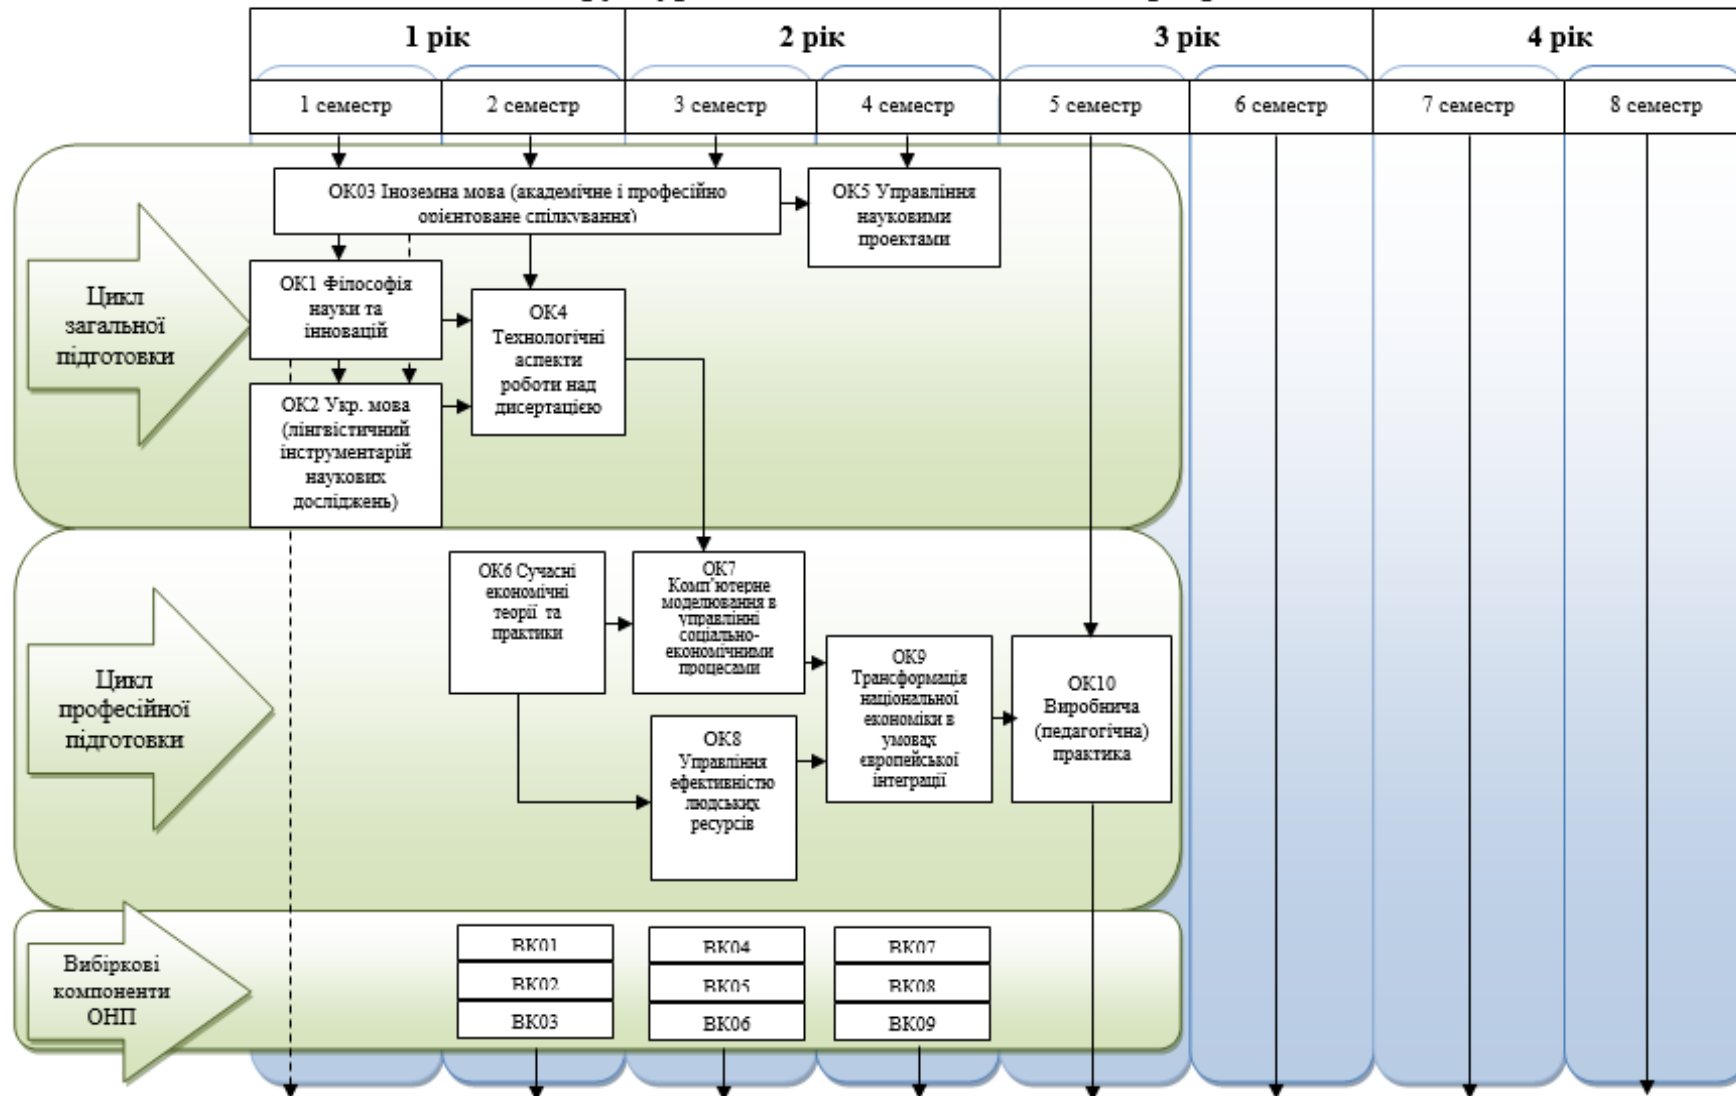 1 рік
2 рік
3 рік
4 рік
1 семестр
2 семестр
3 семестр
4 семестр
5 семестр
6 семестр
7 семестр
8 семестр
Цикл
загальної
підготовки
ОК03 Іноземна мова (академічне і професійно
орієнтоване спілкування)
ОК5 Управління
науковими
проектами
ОК1 Філософія
науки та
інновацій
ОК4
Технологічні
аспекти
роботи над
дисертацією
ОК2 Укр. мова
(лінгвістичний
інструментарій
наукових
досліджень)
Цикл
професійної
підготовки
ОК6 Сучасні
економічні
теорії та
практики
ОК7
Комп’ютерне
моделювання в
управлінні
соціально-
економічними
процесами
ОК8
Управління
ефективністю
людських
ресурсів
ОК9
Трансформація
національної
економіки в
умовах
європейської
інтеграції
ОК10
Виробнича
(педагогічна)
практика
Вибіркові
компоненти
ОНП
ВК01
ВК02
ВК03
ВК04
ВК05
ВК06
ВК07
ВК08
ВК09